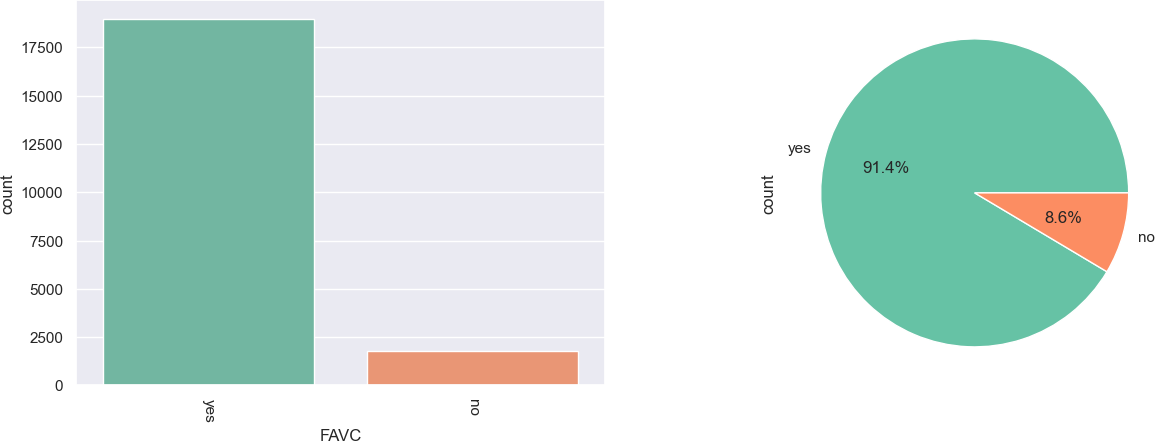 count
17500
15000
12500
10000
7500
5000
2500
0
yes
no
FAVC
count
yes
91.4%
8.6%
no